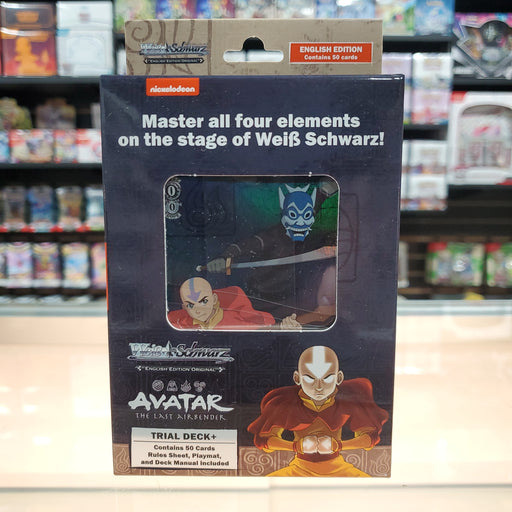 Weiß Schwarz
"ENGLISH EDITION ORIGINAL"
ENGLISH EDITION
Contains 50 cards
nickelodeon
Master all four elements
on the stage of Weiß Schwarz!
0
0
Weiß Schwarz
"ENGLISH EDITION ORIGINAL"
AVATAR
THE LAST AIRBENDER
TRIAL DECK+
Contains 50 Cards
Rules Sheet, Playmat,
and Deck Manual Included